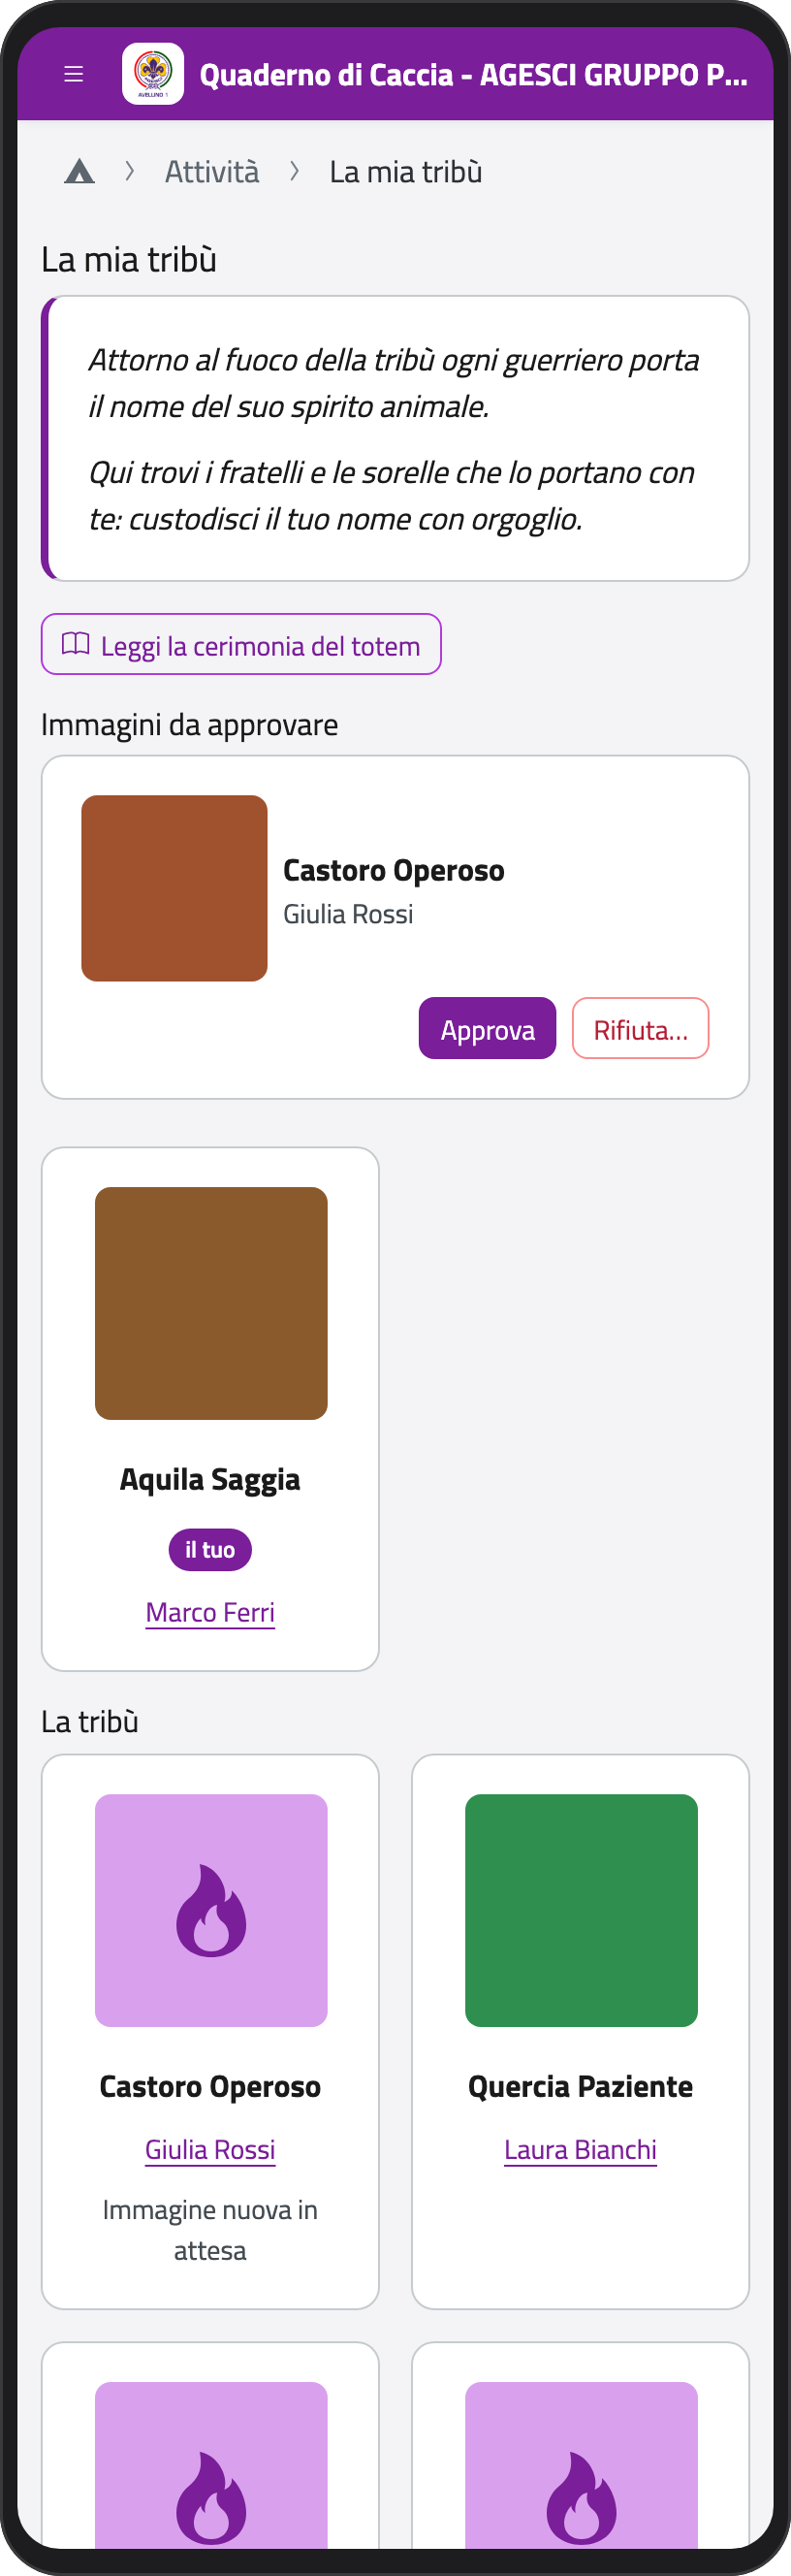 Quaderno di Caccia - AGESCI GRUPPO P...
AVELLINO 1
Attività
La mia tribù
La mia tribù
Attorno al fuoco della tribù ogni guerriero porta
il nome del suo spirito animale.
Qui trovi i fratelli e le sorelle che lo portano con
te: custodisci il tuo nome con orgoglio.
Leggi la cerimonia del totem
Immagini da approvare
Castoro Operoso
Giulia Rossi
Approva
Rifiuta...
Aquila Saggia
il tuo
Marco Ferri
La tribù
Castoro Operoso
Giulia Rossi
Immagine nuova in
attesa
Quercia Paziente
Laura Bianchi